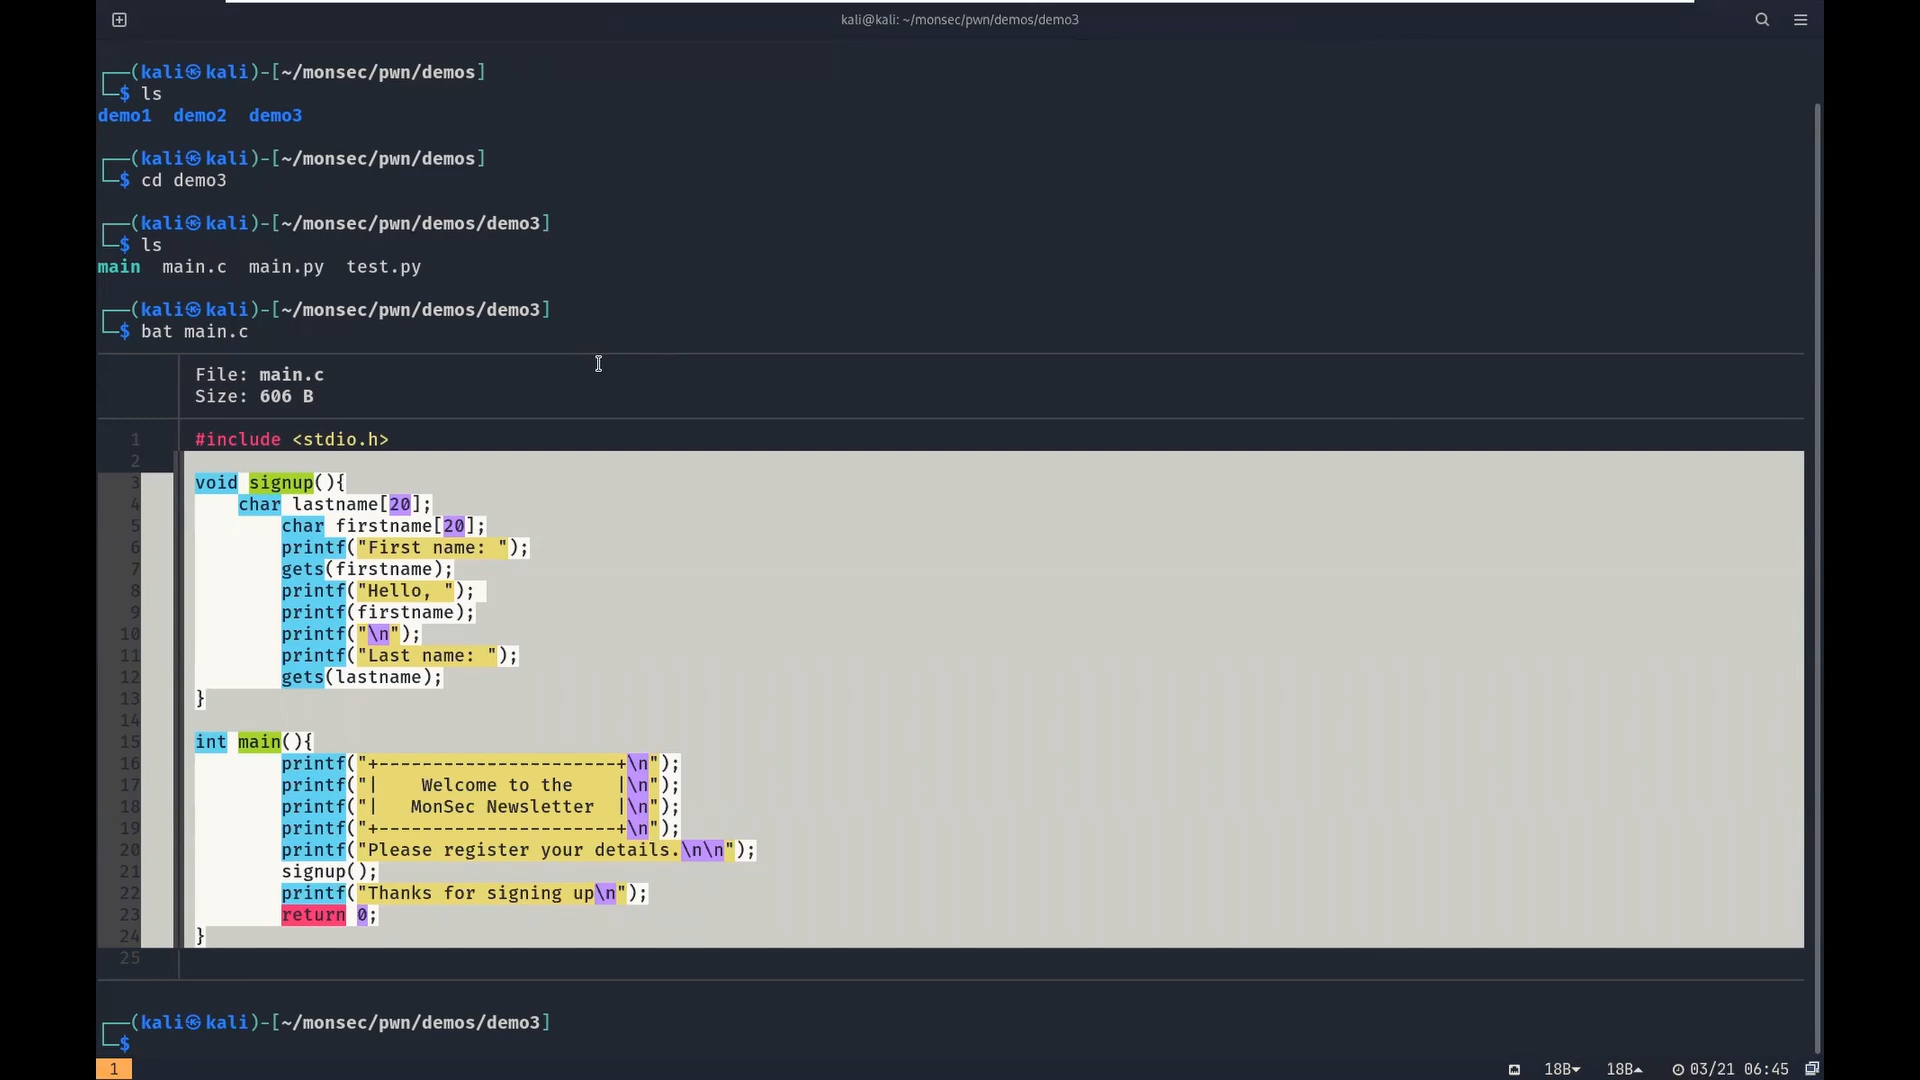 kali@kali: ~/monsec/pwn/demos/demo3
┌──(kali㉿kali)-[~/monsec/pwn/demos]
└─$ ls
demo1  demo2  demo3
┌──(kali㉿kali)-[~/monsec/pwn/demos]
└─$ cd demo3
┌──(kali㉿kali)-[~/monsec/pwn/demos/demo3]
└─$ ls
main  main.c  main.py  test.py
┌──(kali㉿kali)-[~/monsec/pwn/demos/demo3]
└─$ bat main.c
File: main.c
Size: 606 B
1 #include <stdio.h>
2
3 void signup(){
4     char lastname[20];
5         char firstname[20];
6         printf("First name: ");
7         gets(firstname);
8         printf("Hello, ");
9         printf(firstname);
10         printf("\n");
11         printf("Last name: ");
12         gets(lastname);
13 }
14
15 int main(){
16         printf("+----------------------+\n");
17         printf("|    Welcome to the    |\n");
18         printf("|   MonSec Newsletter  |\n");
19         printf("+----------------------+\n");
20         printf("Please register your details.\n\n");
21         signup();
22         printf("Thanks for signing up\n");
23         return 0;
24 }
25
┌──(kali㉿kali)-[~/monsec/pwn/demos/demo3]
└─$
1 18B▾ 18B▴ 03/21 06:45